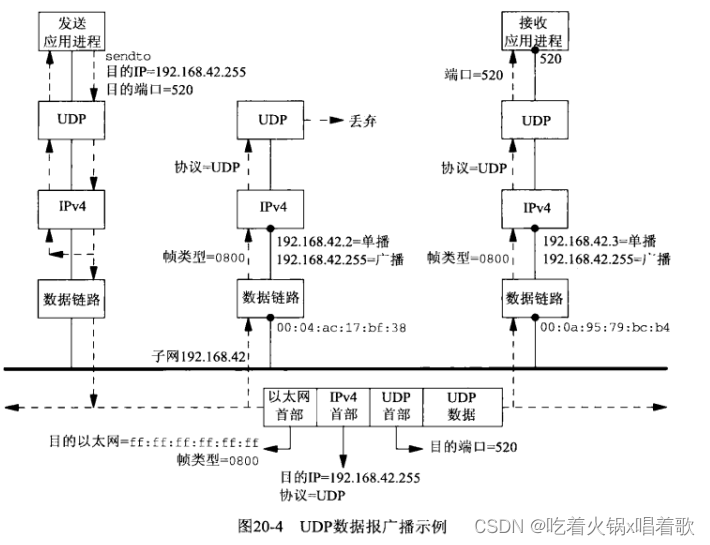 发送
应用进程
sendto
目的IP=192.168.42.255
目的端口=520
UDP
IPv4
数据链路
UDP
丢弃
协议=UDP
IPv4
192.168.42.2=单播
192.168.42.255=广播
帧类型=0800
数据链路
00:04:ac:17:bf:38
接收
应用进程
520
端口=520
UDP
协议=UDP
IPv4
192.168.42.3=单播
192.168.42.255=广播
帧类型=0800
数据链路
00:0a:95:79:bc:b4
子网192.168.42
以太网首部
IPv4首部
UDP首部
UDP数据
目的以太网=ff:ff:ff:ff:ff:ff
帧类型=0800
目的端口=520
目的IP=192.168.42.255
协议=UDP
图20-4 UDP数据报广播示例
CSDN @吃着火锅x唱着歌